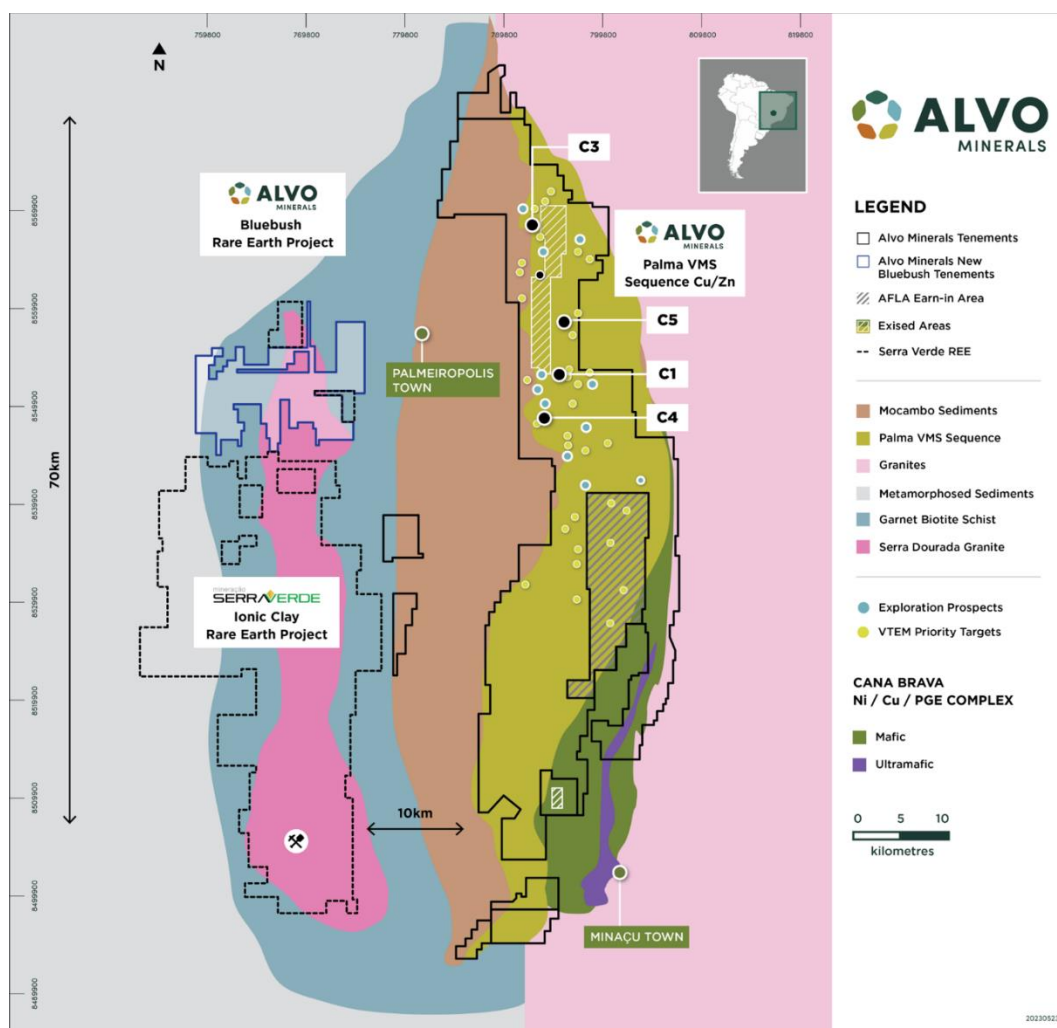 759800 769800 779800 789800 799800 809800 819800
N
C3
ALVO
MINERALS
Bluebush
Rare Earth Project
ALVO
MINERALS
Palma VMS
Sequence Cu/Zn
C5
PALMEIROPOLIS
TOWN
C1
C4
70km
mineração
SERRAVERDE
Ionic Clay
Rare Earth Project
10km
MINAÇU TOWN
8569900
8559900
8549900
8539900
8529900
8519900
8509900
8499900
8489900
ALVO
MINERALS
LEGEND
Alvo Minerals Tenements
Alvo Minerals New
Bluebush Tenements
AFLA Earn-in Area
Exised Areas
Serra Verde REE
Mocambo Sediments
Palma VMS Sequence
Granites
Metamorphosed Sediments
Garnet Biotite Schist
Serra Dourada Granite
Exploration Prospects
VTEM Priority Targets
CANA BRAVA
Ni / Cu / PGE COMPLEX
Mafic
Ultramafic
0 5 10
kilometres